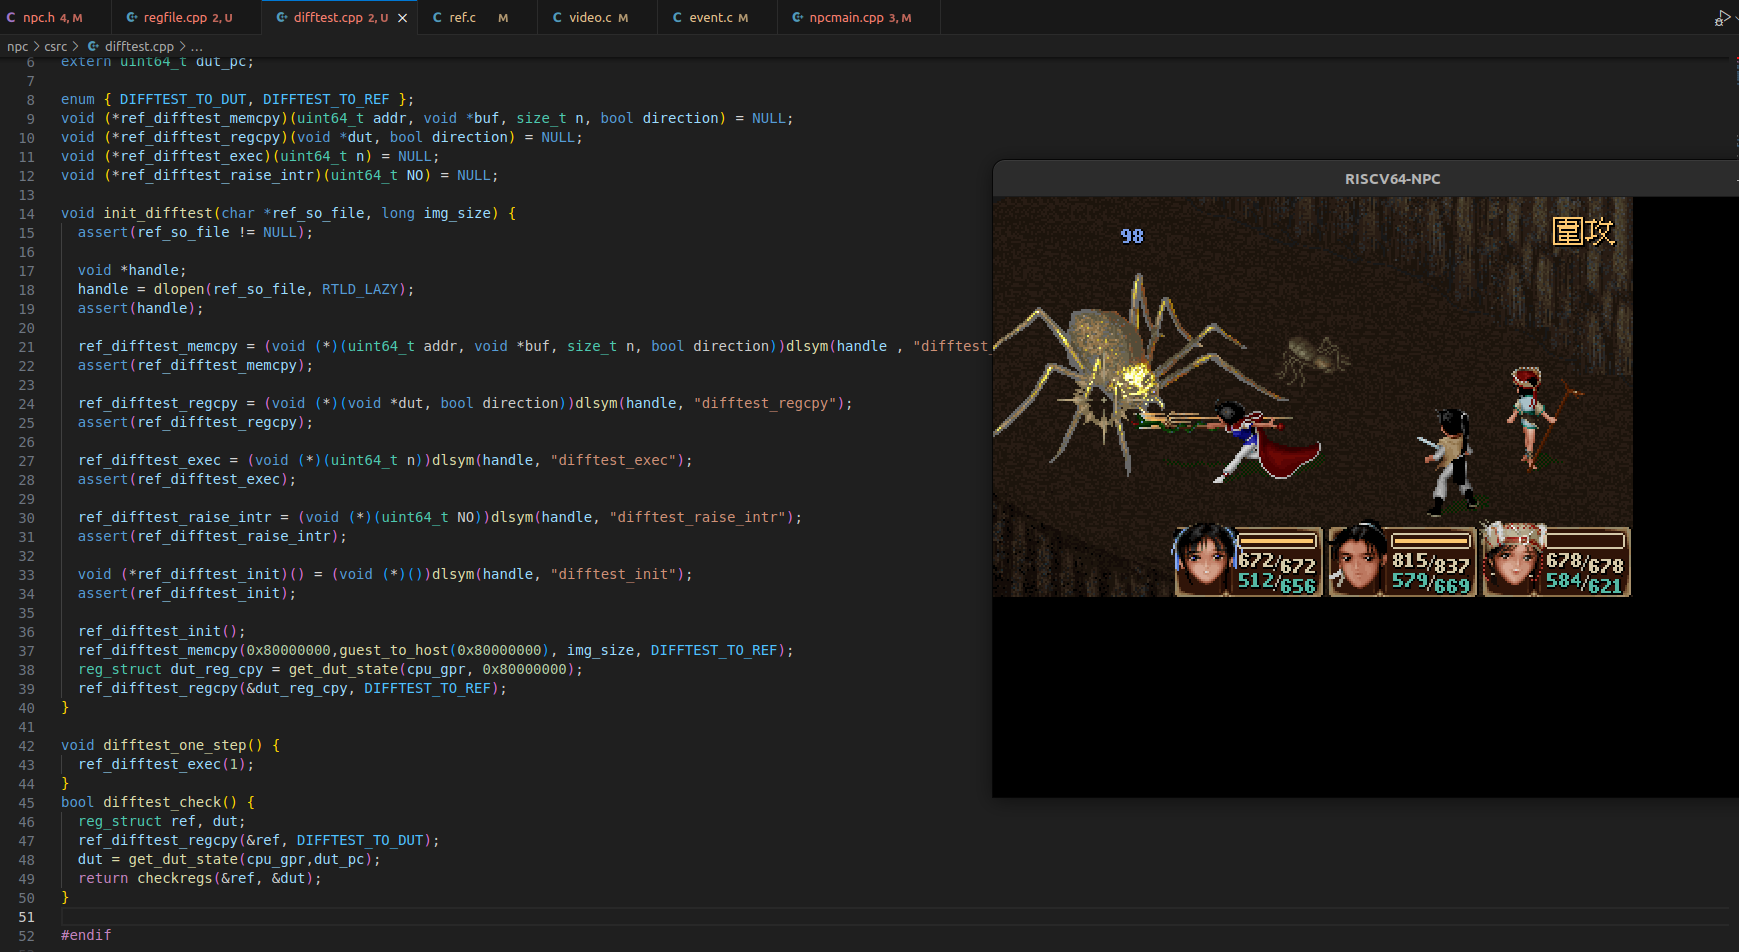 npc.h 4, M
regfile.cpp 2, U
difftest.cpp 2, U
ref.c M
video.c M
event.c M
npcmain.cpp 3, M
npc > csrc > difftest.cpp > ...
6 extern uint64_t dut_pc;
7
8 enum { DIFFTEST_TO_DUT, DIFFTEST_TO_REF };
9 void (*ref_difftest_memcpy)(uint64_t addr, void *buf, size_t n, bool direction) = NULL;
10 void (*ref_difftest_regcpy)(void *dut, bool direction) = NULL;
11 void (*ref_difftest_exec)(uint64_t n) = NULL;
12 void (*ref_difftest_raise_intr)(uint64_t NO) = NULL;
13
14 void init_difftest(char *ref_so_file, long img_size) {
15 assert(ref_so_file != NULL);
16
17 void *handle;
18 handle = dlopen(ref_so_file, RTLD_LAZY);
19 assert(handle);
20
21 ref_difftest_memcpy = (void (*)(uint64_t addr, void *buf, size_t n, bool direction))dlsym(handle , "difftest_
22 assert(ref_difftest_memcpy);
23
24 ref_difftest_regcpy = (void (*)(void *dut, bool direction))dlsym(handle, "difftest_regcpy");
25 assert(ref_difftest_regcpy);
26
27 ref_difftest_exec = (void (*)(uint64_t n))dlsym(handle, "difftest_exec");
28 assert(ref_difftest_exec);
29
30 ref_difftest_raise_intr = (void (*)(uint64_t NO))dlsym(handle, "difftest_raise_intr");
31 assert(ref_difftest_raise_intr);
32
33 void (*ref_difftest_init)() = (void (*)())dlsym(handle, "difftest_init");
34 assert(ref_difftest_init);
35
36 ref_difftest_init();
37 ref_difftest_memcpy(0x80000000,guest_to_host(0x80000000), img_size, DIFFTEST_TO_REF);
38 reg_struct dut_reg_cpy = get_dut_state(cpu_gpr, 0x80000000);
39 ref_difftest_regcpy(&dut_reg_cpy, DIFFTEST_TO_REF);
40 }
41
42 void difftest_one_step() {
43 ref_difftest_exec(1);
44 }
45 bool difftest_check() {
46 reg_struct ref, dut;
47 ref_difftest_regcpy(&ref, DIFFTEST_TO_DUT);
48 dut = get_dut_state(cpu_gpr,dut_pc);
49 return checkregs(&ref, &dut);
50 }
51
52 #endif
RISCV64-NPC
98
圍攻
672/672
512/656
815/837
579/669
678/678
584/621